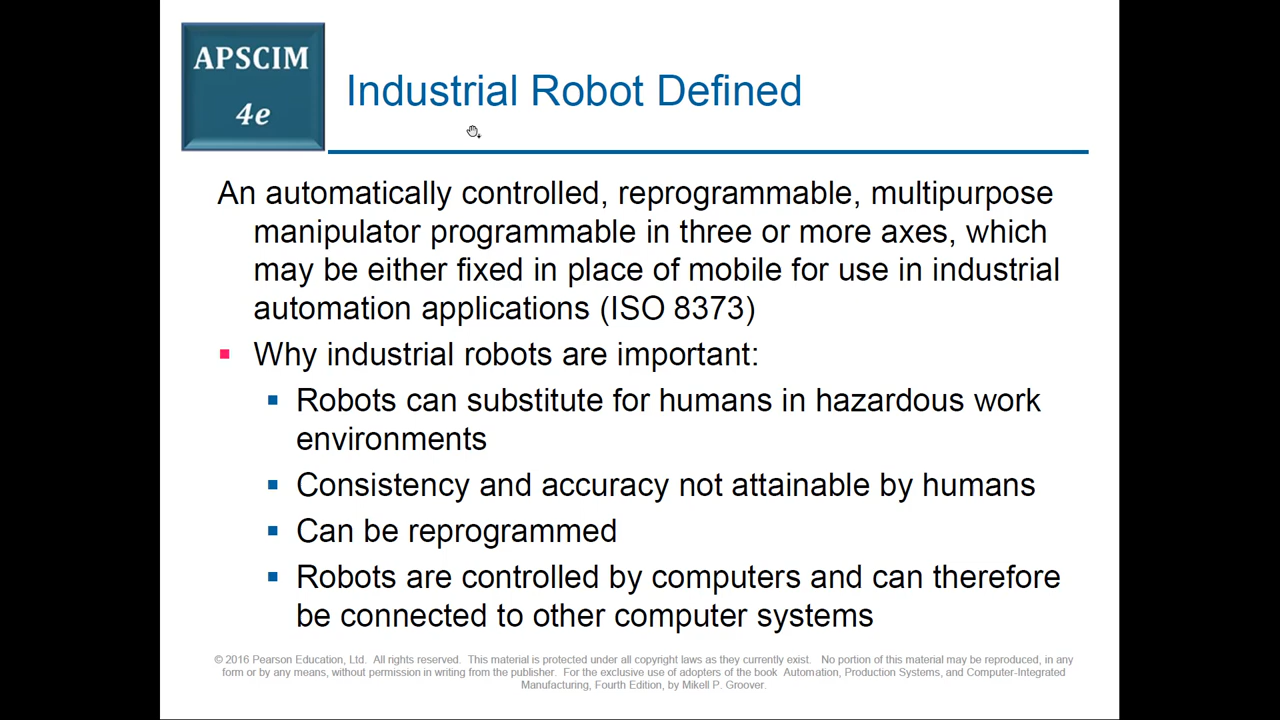 APSCIM
4e
Industrial Robot Defined
An automatically controlled, reprogrammable, multipurpose
manipulator programmable in three or more axes, which
may be either fixed in place of mobile for use in industrial
automation applications (ISO 8373)
Why industrial robots are important:
Robots can substitute for humans in hazardous work
environments
Consistency and accuracy not attainable by humans
Can be reprogrammed
Robots are controlled by computers and can therefore
be connected to other computer systems
© 2016 Pearson Education, Ltd. All rights reserved. This material is protected under all copyright laws as they currently exist. No portion of this material may be reproduced, in any
form or by any means, without permission in writing from the publisher. For the exclusive use of adopters of the book Automation, Production Systems, and Computer-Integrated
Manufacturing, Fourth Edition, by Mikell P. Groover.